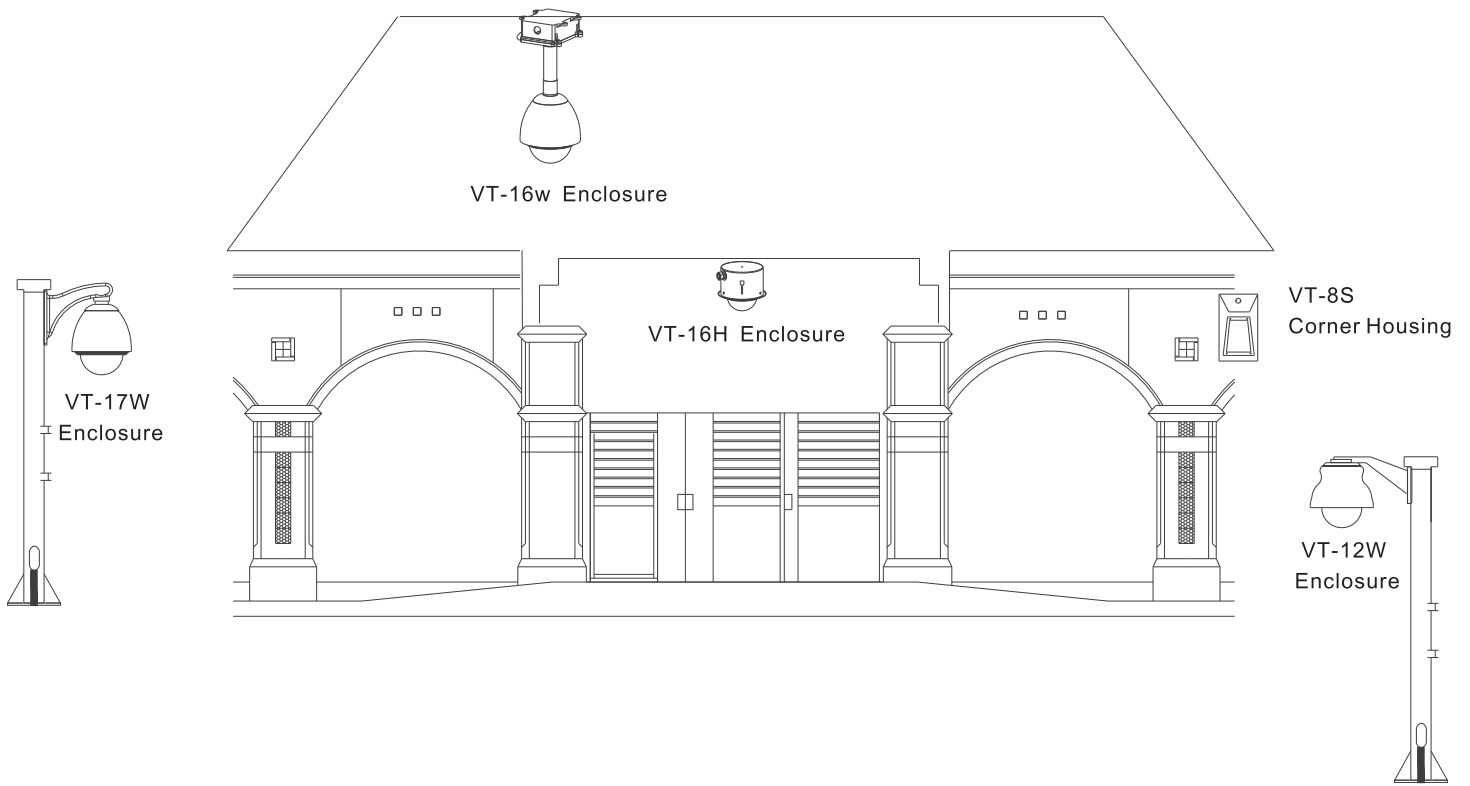 VT-16w Enclosure
VT-8S
Corner Housing
VT-16H Enclosure
VT-17W
Enclosure
VT-12W
Enclosure